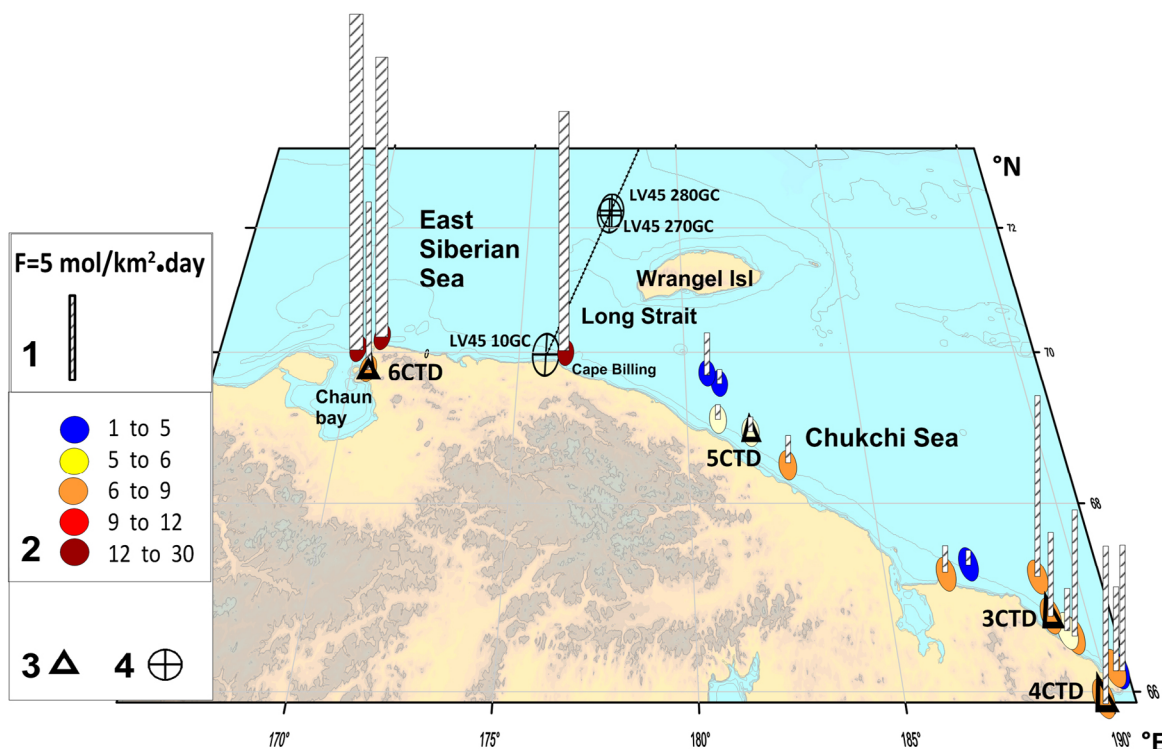 °N
LV45 280GC
LV45 270GC
72
East
Siberian
Sea
Wrangel Isl
F=5 mol/km²•day
1
Long Strait
LV45 10GC
70
6CTD
Cape Billing
Chaun
bay
1 to 5
5 to 6
6 to 9
9 to 12
12 to 30
2
Chukchi Sea
5CTD
68
3CTD
3
4
4CTD
66
170°
175°
180°
185°
190°
°E